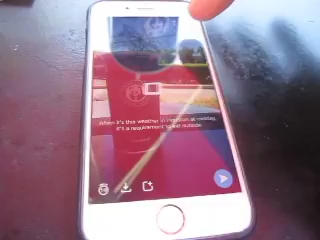 When it's this weather in      at midday,
it's a requirement to eat outside.